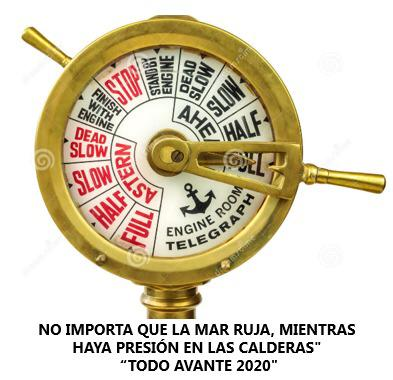 STOP
STANDBY ENGINE
DEAD SLOW
SLOW
HALF
AHE
FINISH WITH ENGINE
DEAD SLOW
SLOW
HALF
FULL
ASTERN
ENGINE ROOM
TELEGRAPH
NO IMPORTA QUE LA MAR RUJA, MIENTRAS
HAYA PRESIÓN EN LAS CALDERAS"
“TODO AVANTE 2020"